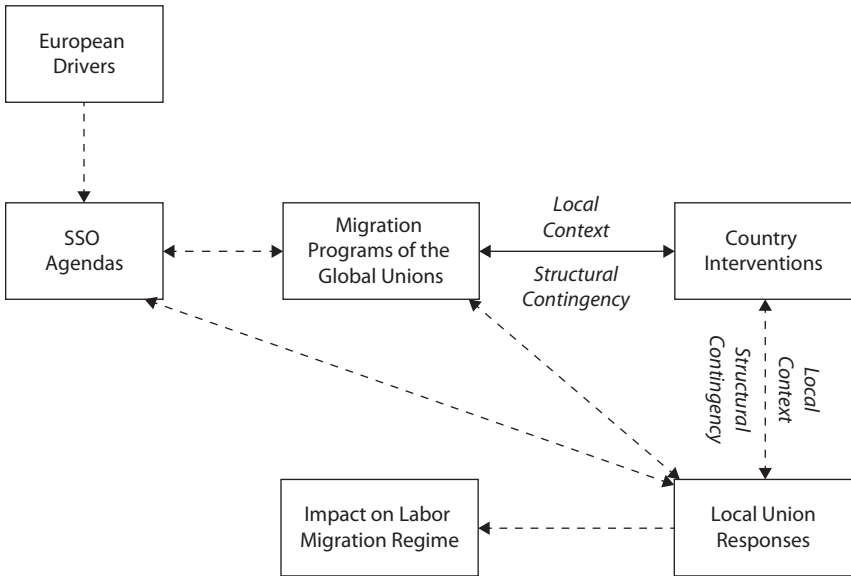 European
Drivers
SSO
Agendas
Migration
Programs of the
Global Unions
Local
Context
Structural
Contingency
Country
Interventions
Structural
Contingency
Local
Context
Impact on Labor
Migration Regime
Local Union
Responses